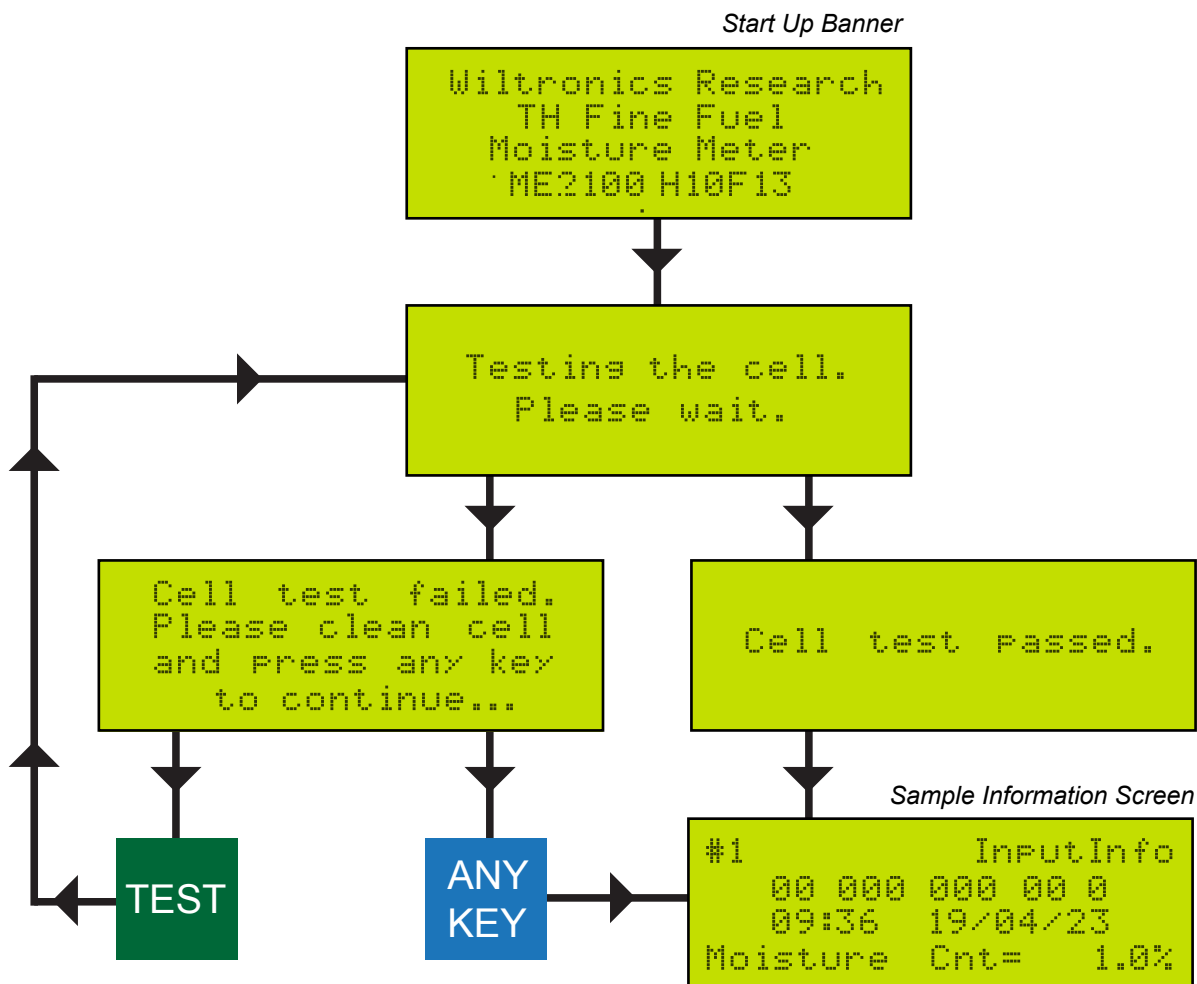 Start Up Banner
Wiltronics Research
TH Fine Fuel
Moisture Meter
ME2100 H10F13
Testing the cell.
Please wait.
Cell test failed.
Please clean cell
and press any key
to continue...
Cell test passed.
TEST
ANY
KEY
Sample Information Screen
#1 InputInfo
00 000 000 00 0
09:36 19/04/23
Moisture Cnt= 1.0%